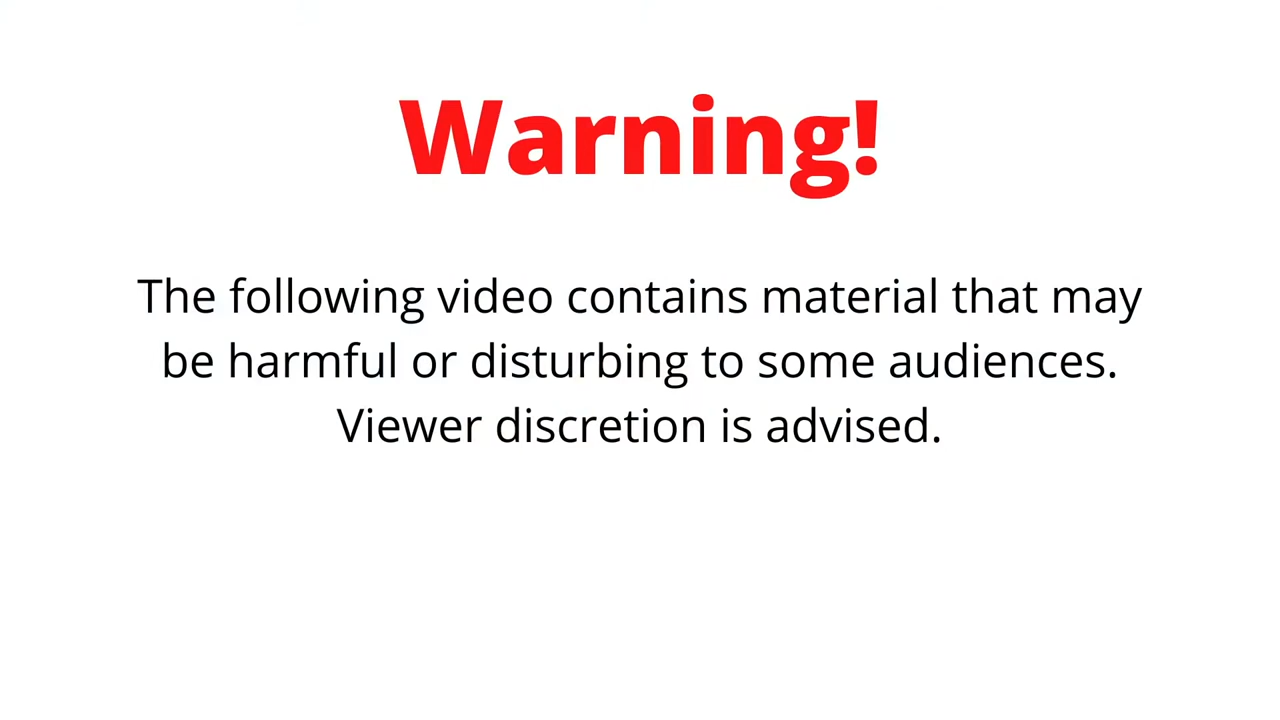 Warning!
The following video contains material that may
be harmful or disturbing to some audiences.
Viewer discretion is advised.